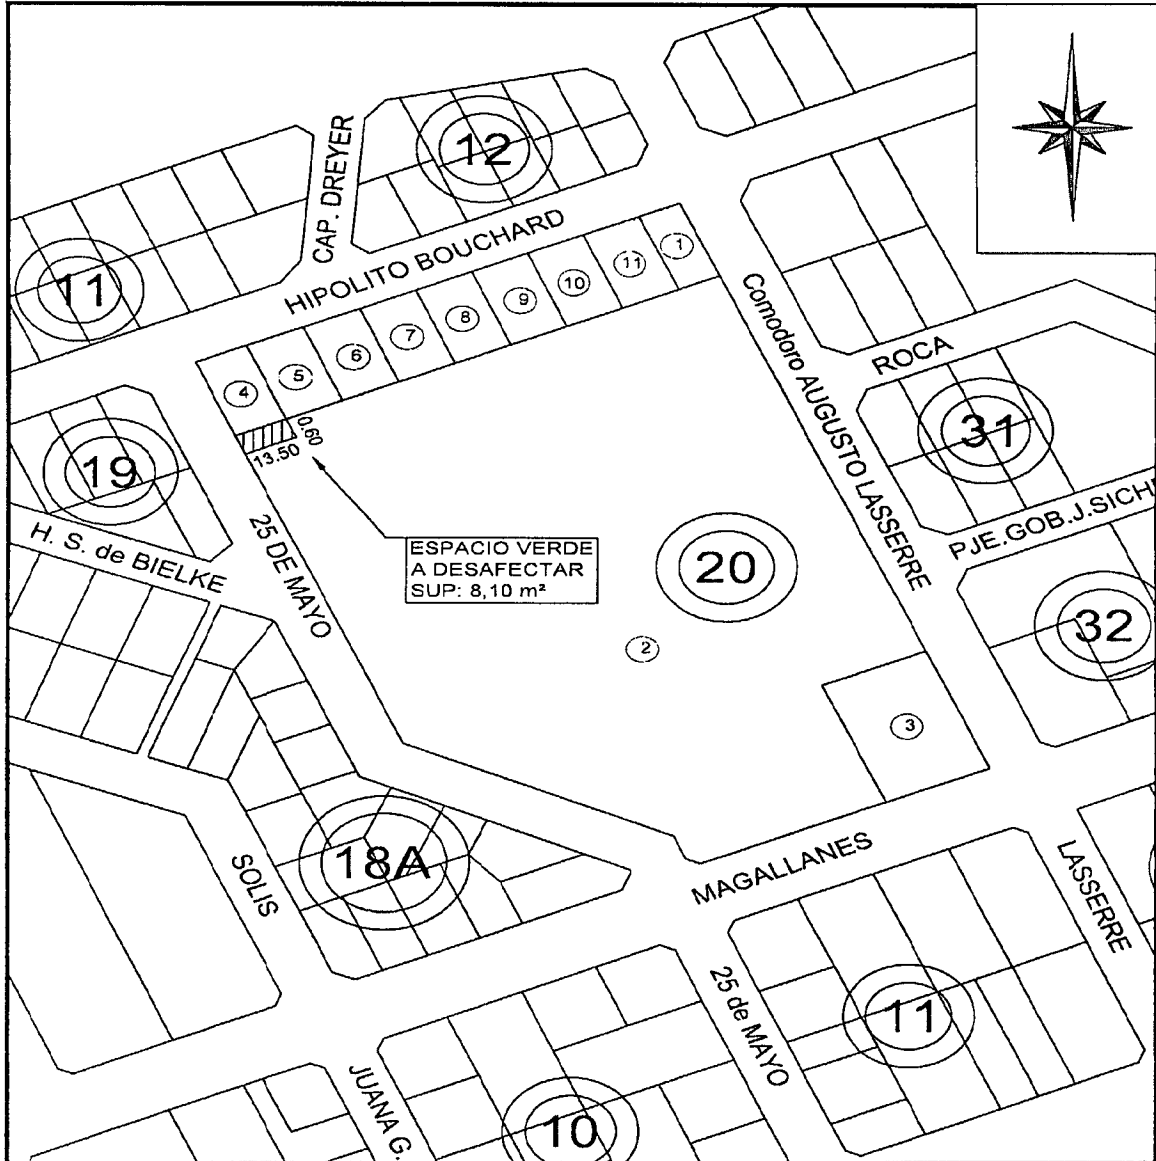 12
CAP. DREYER
HIPOLITO BOUCHARD
11
1
11
10
9
8
7
6
5
4
0.60
13.50
Comodoro AUGUSTO LASSERRE
ROCA
31
19
H. S. de BIELKE
25 DE MAYO
ESPACIO VERDE
A DESAFECTAR
SUP: 8,10 m²
20
PJE.GOB.J.SICH
32
2
3
18A
SOLIS
MAGALLANES
LASSERRE
25 de MAYO
11
JUANA G.
10